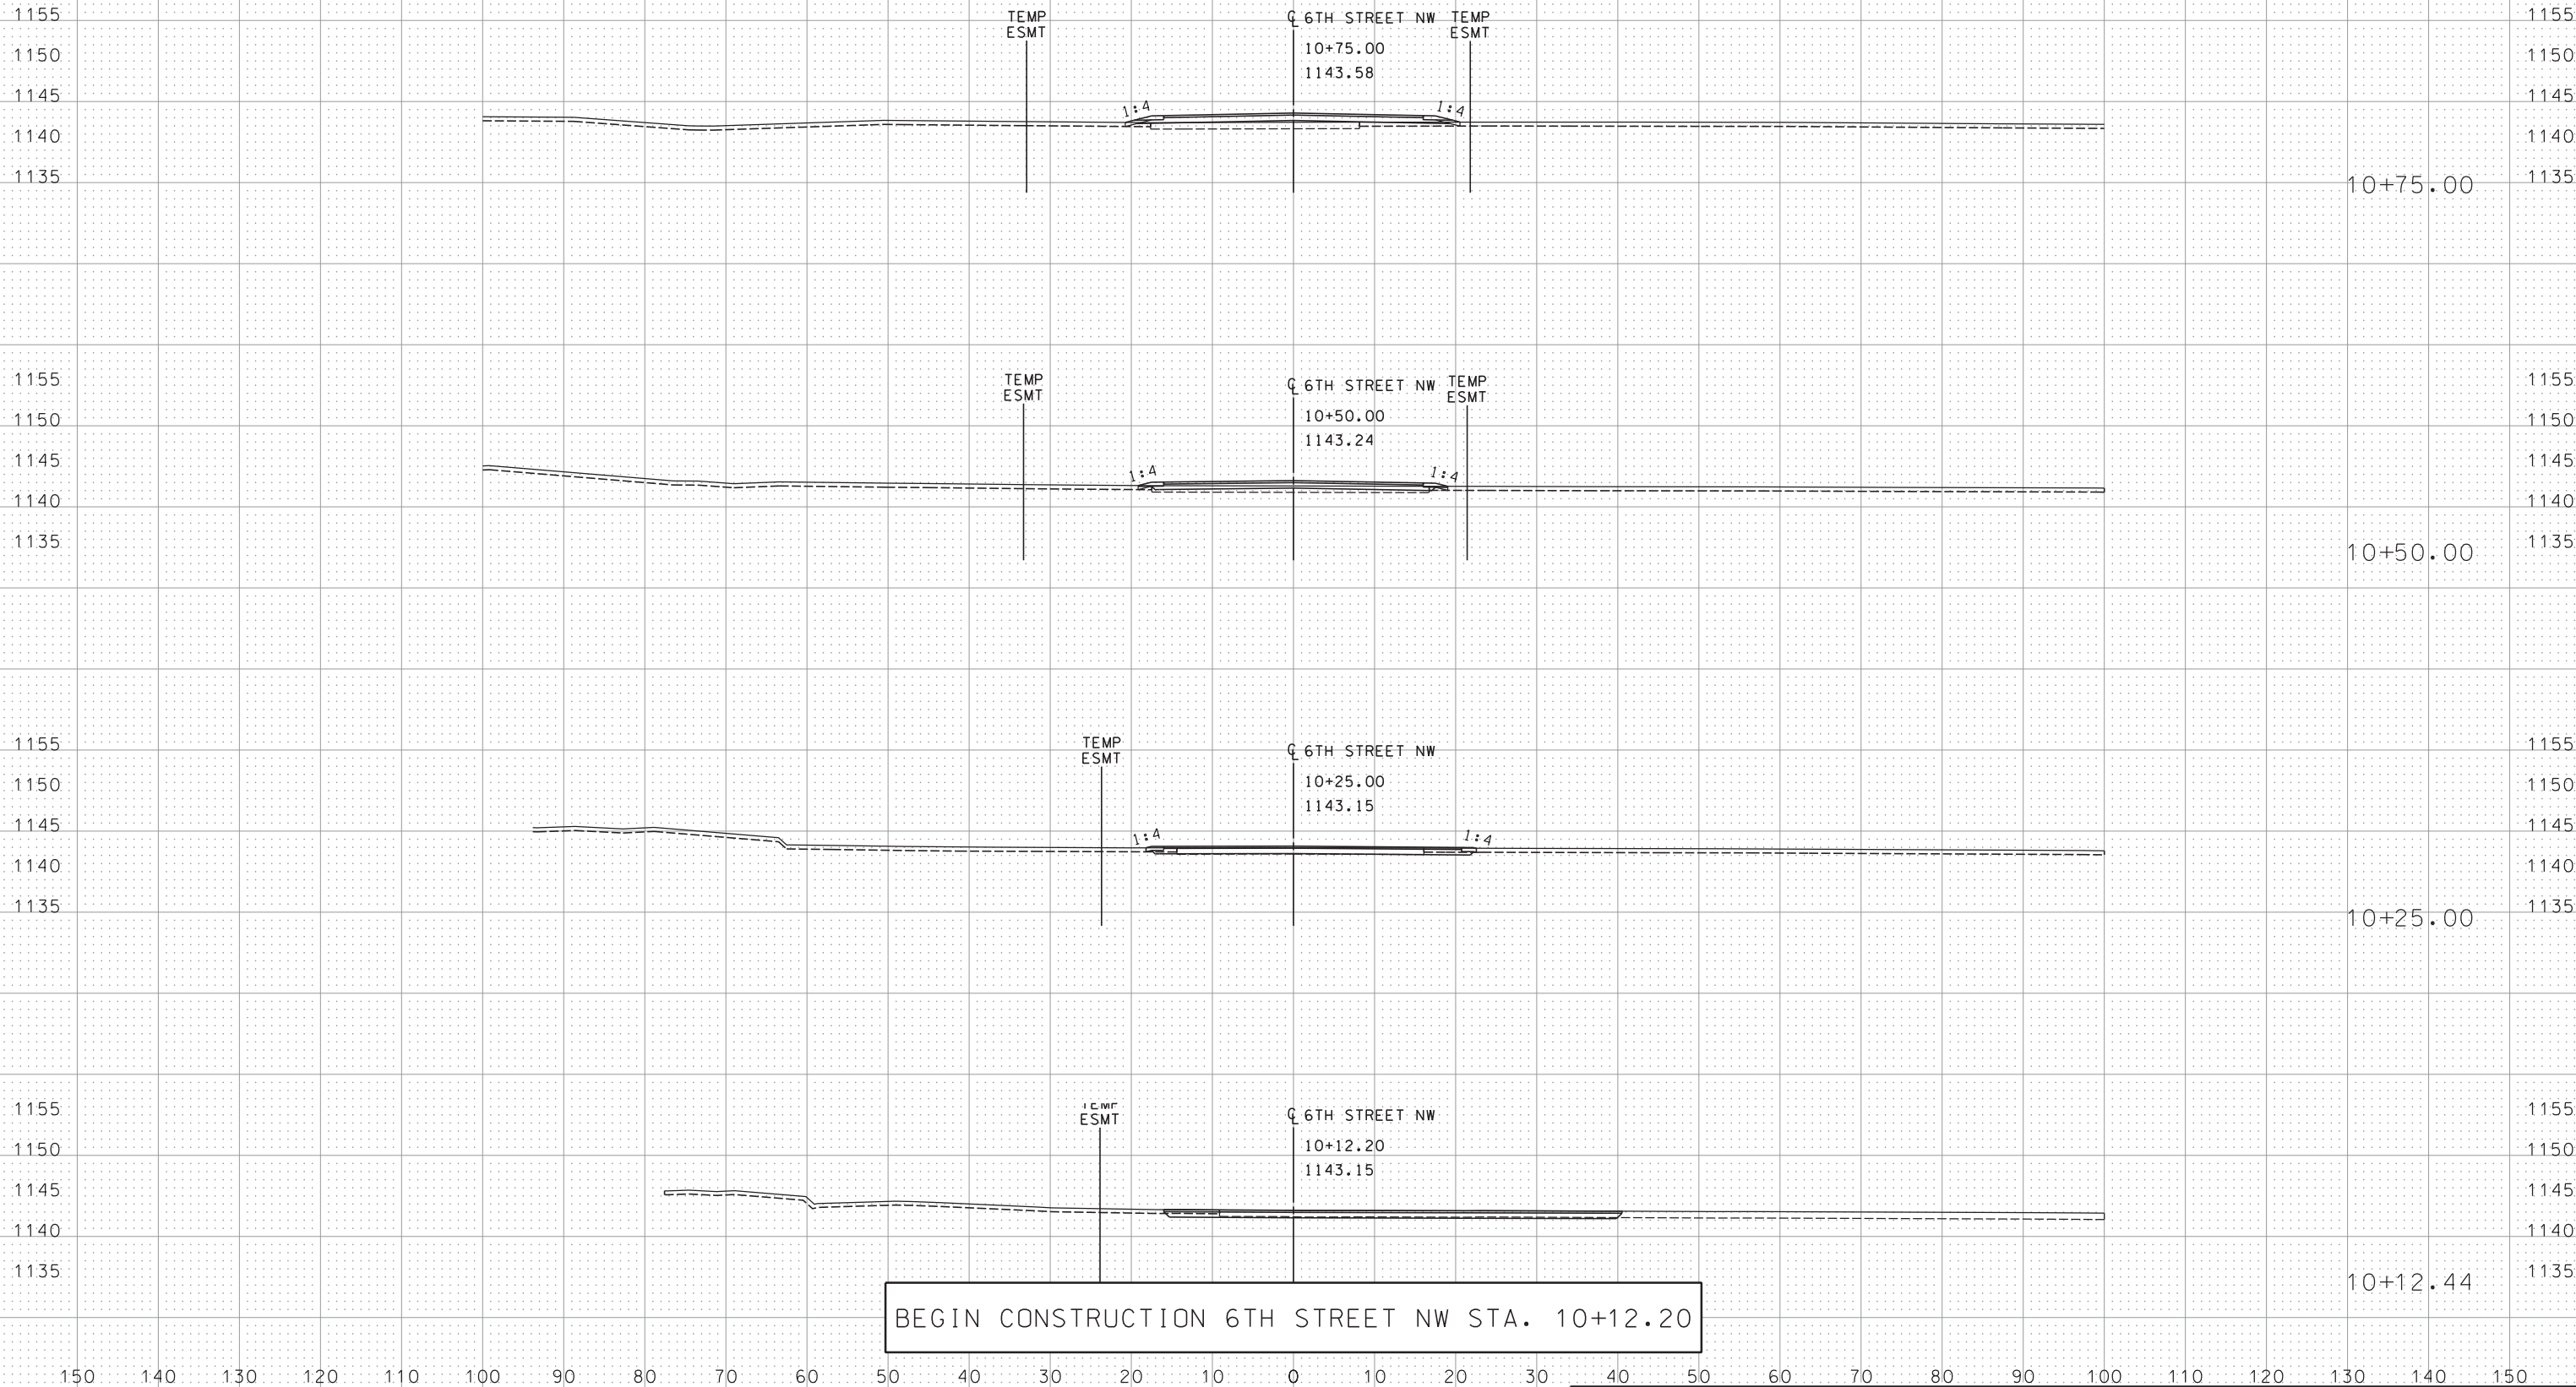 1155 TEMP ℄ 6TH STREET NW TEMP 1155
ESMT ESMT
10+75.00
1150 1150
1143.58
1145 1:4 1:4 1145
1140 1140
1135 10+75.00 1135
1155 TEMP ℄ 6TH STREET NW TEMP 1155
ESMT ESMT
1150 10+50.00 1150
1143.24
1145 1:4 1:4 1145
1140 1140
1135 10+50.00 1135
1155 TEMP ℄ 6TH STREET NW 1155
ESMT
1150 10+25.00 1150
1143.15
1145 1:4 1:4 1145
1140 1140
1135 10+25.00 1135
1155 TEMP ℄ 6TH STREET NW 1155
ESMT
1150 10+12.20 1150
1143.15
1145 1145
1140 1140
1135 10+12.44 1135
BEGIN CONSTRUCTION 6TH STREET NW STA. 10+12.20
150 140 130 120 110 100 90 80 70 60 50 40 30 20 10 0 10 20 30 40 50 60 70 80 90 100 110 120 130 140 150